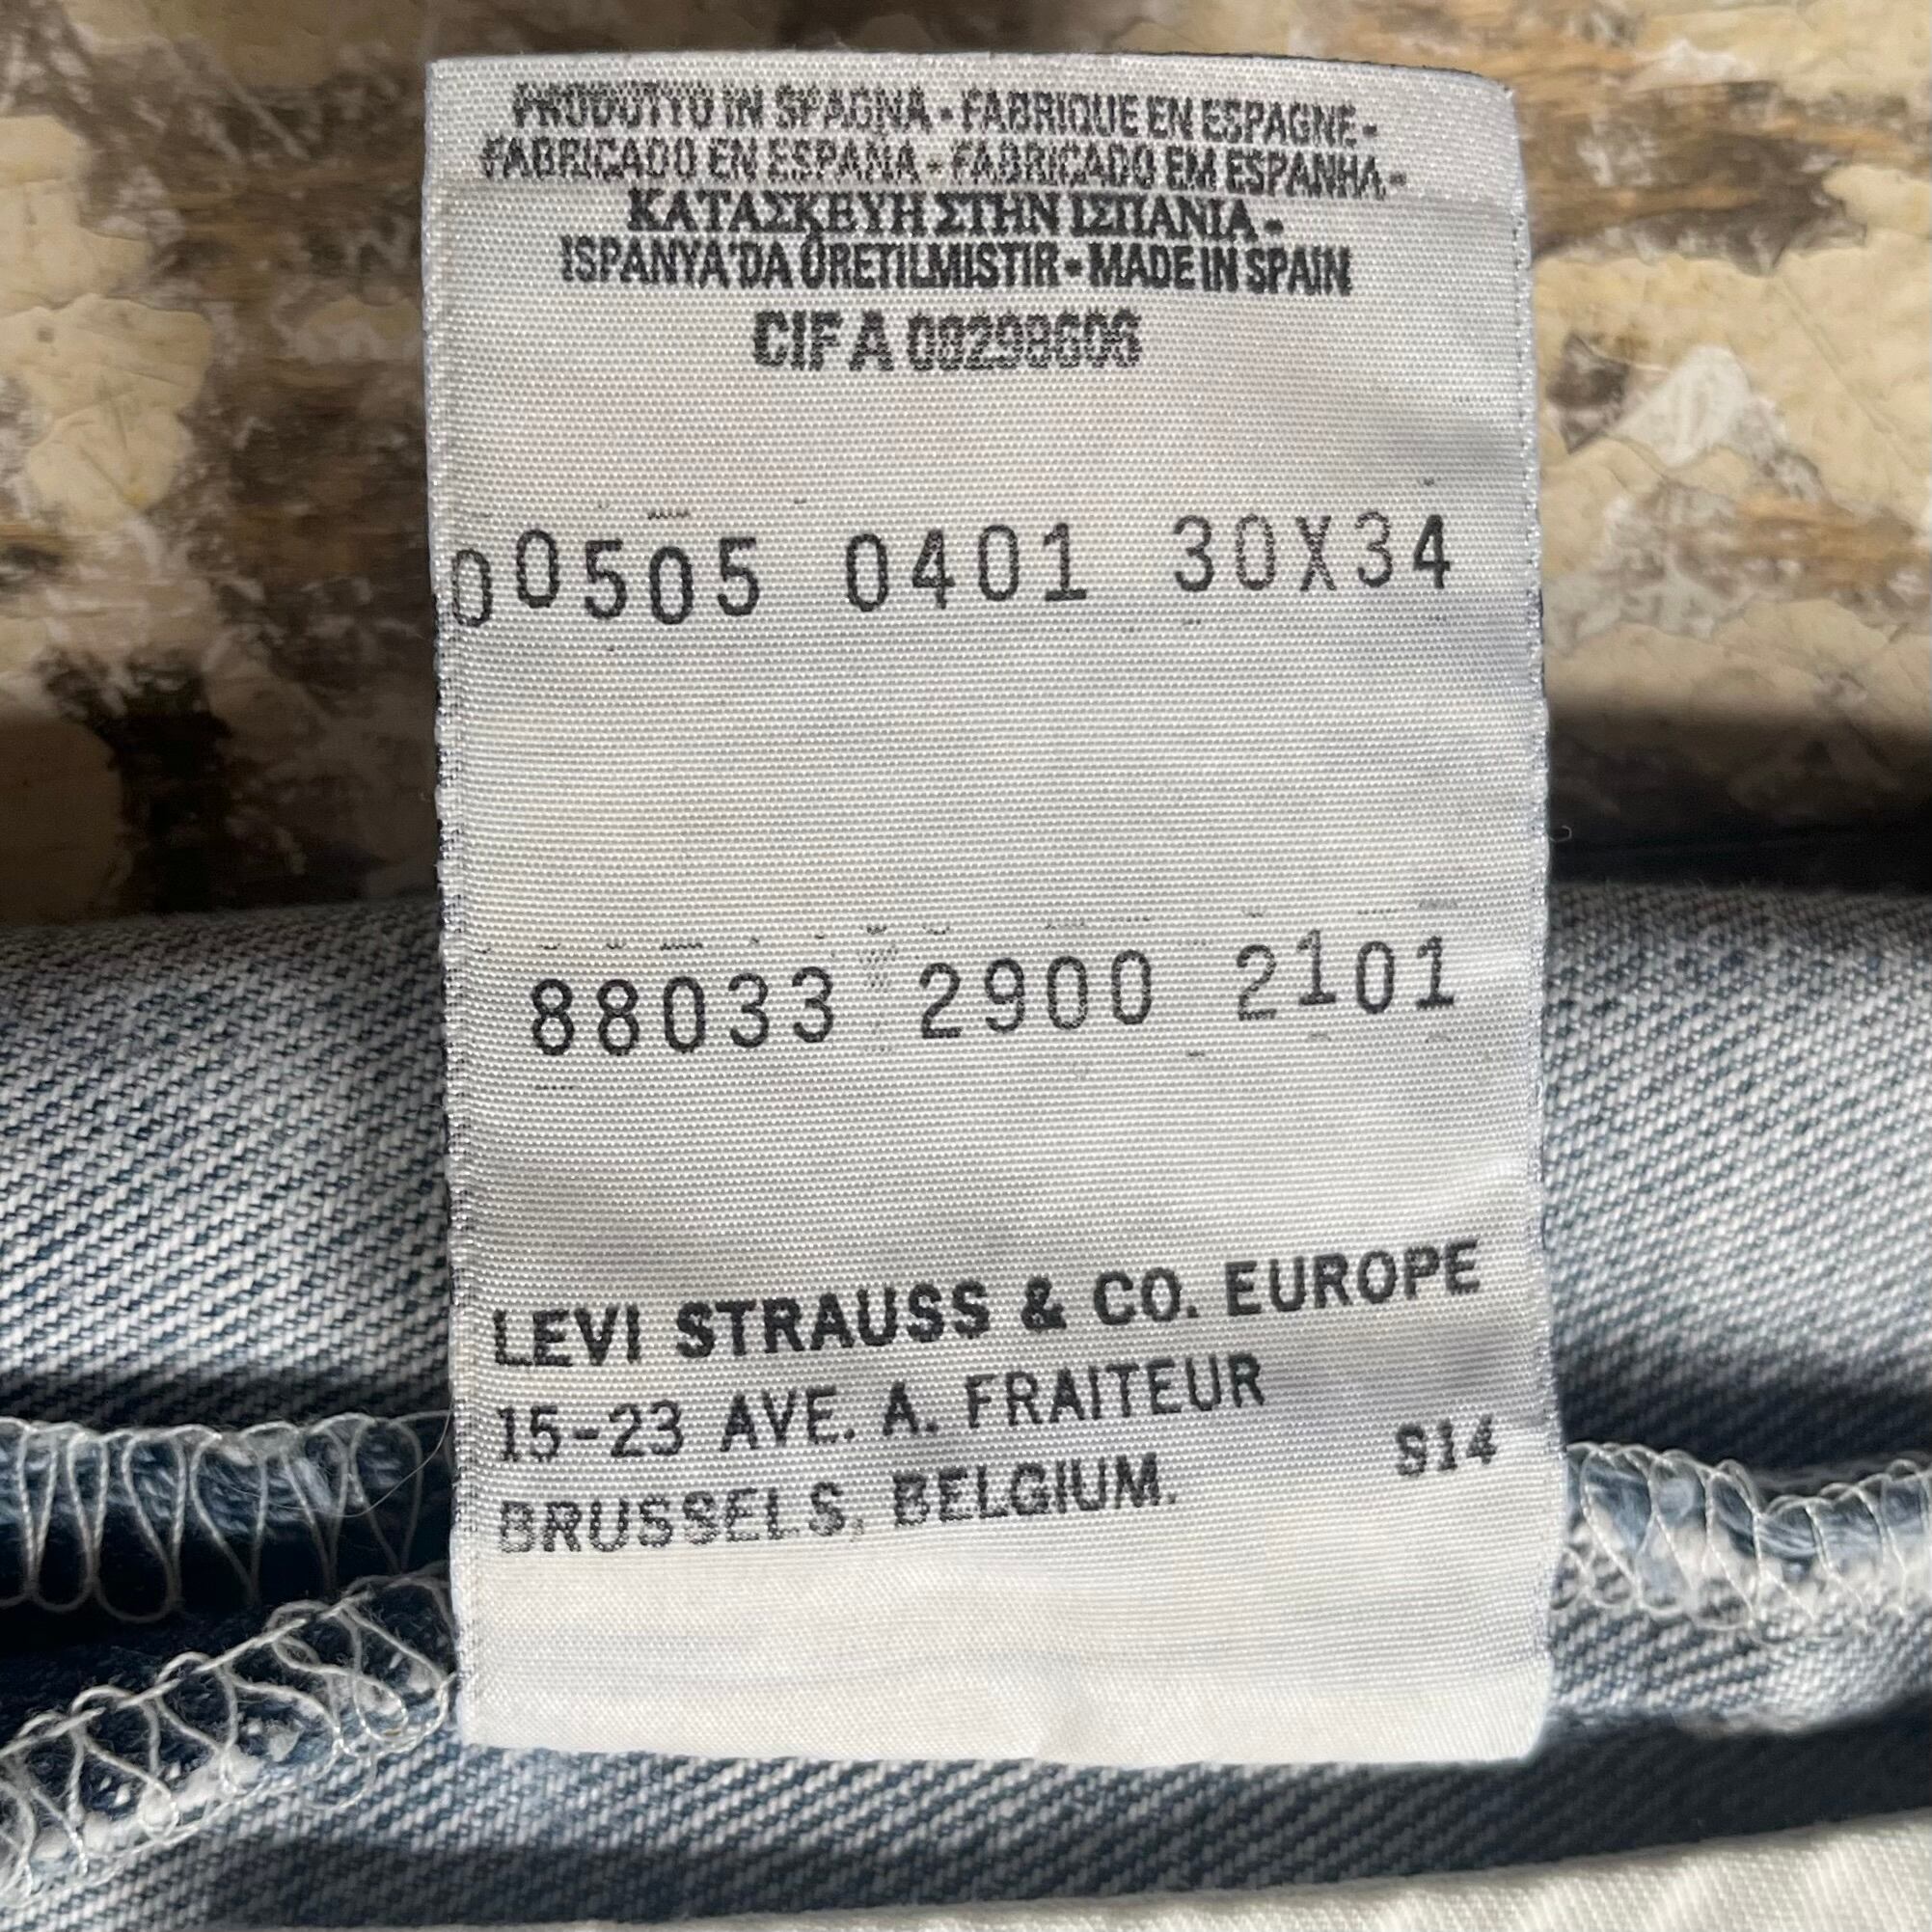 PRODOTTO IN SPAGNA - FABRIQUE EN ESPAGNE -
FABRICADO EN ESPANA - FABRICADO EM ESPANHA -
ΚΑΤΑΣΚΕΥΗ ΣΤΗΝ ΙΣΠΑΝΙΑ -
ISPANYA'DA ÜRETILMISTIR - MADE IN SPAIN
CIF A 08298606
00505 0401 30X34
88033 2900 2101
LEVI STRAUSS & CO. EUROPE
15-23 AVE. A. FRAITEUR
BRUSSELS, BELGIUM. S14